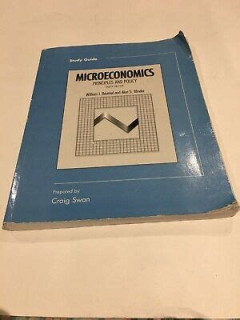 Study Guide
MICROECONOMICS
PRINCIPLES AND POLICY
William J. Baumol and Alan S. Blinder
Prepared by
Craig Swan